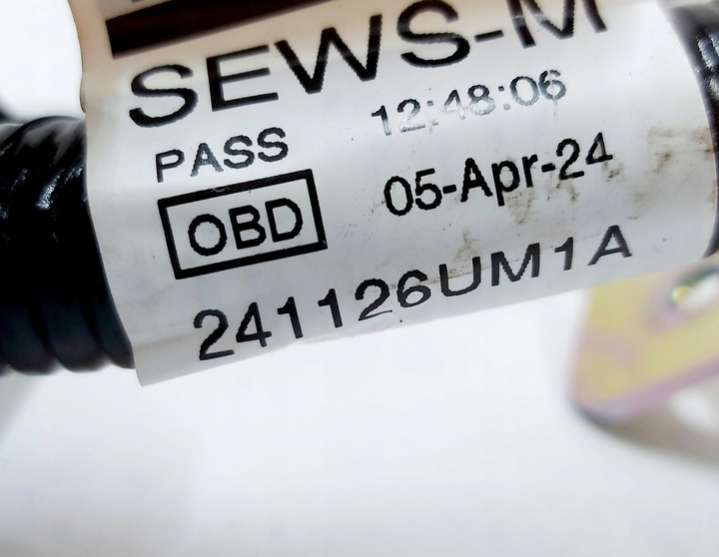 SEWS-M
PASS 12:48:06
OBD 05-Apr-24
241126UM1A